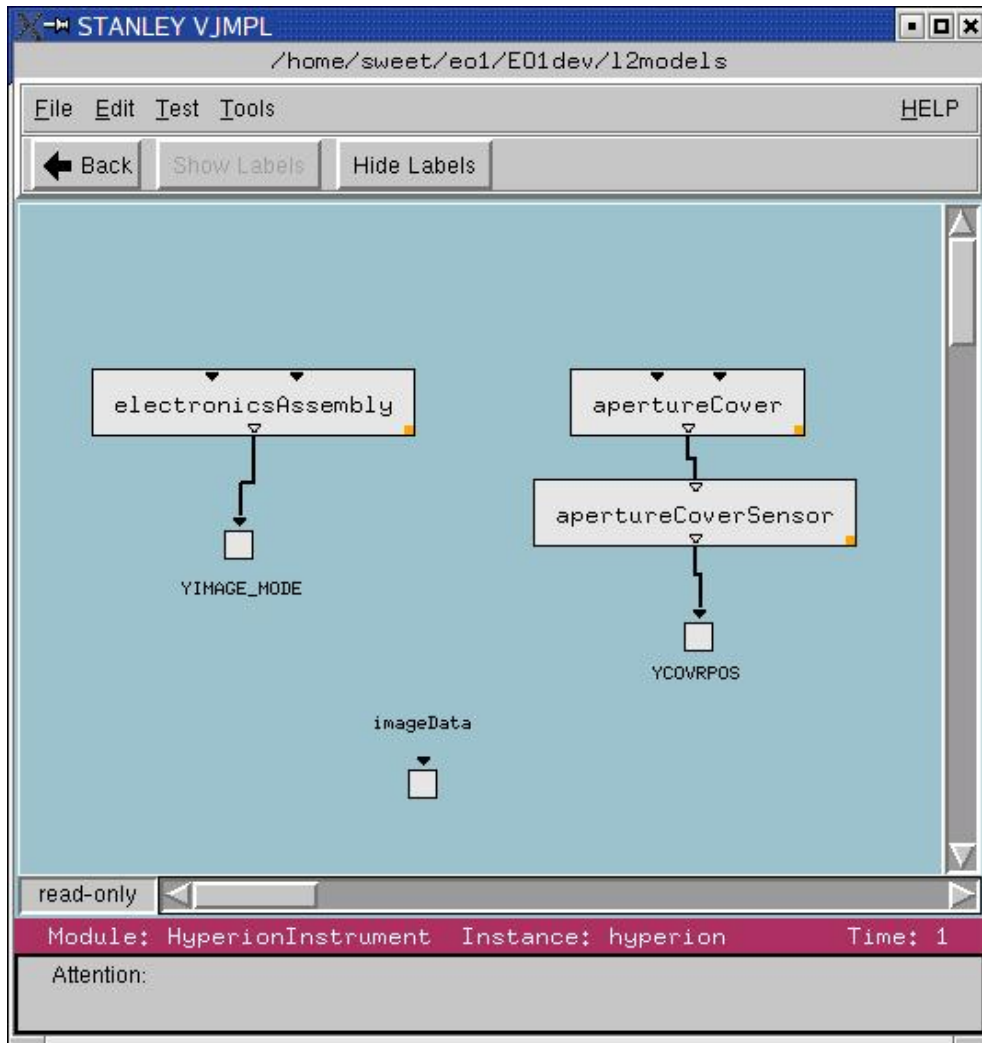 STANLEY VJMPL
/home/sweet/eo1/EO1dev/l2models
File Edit Test Tools HELP
Back Show Labels Hide Labels
electronicsAssembly
apertureCover
apertureCoverSensor
YIMAGE_MODE
YCOVRPOS
imageData
read-only
Module: HyperionInstrument Instance: hyperion Time: 1
Attention: